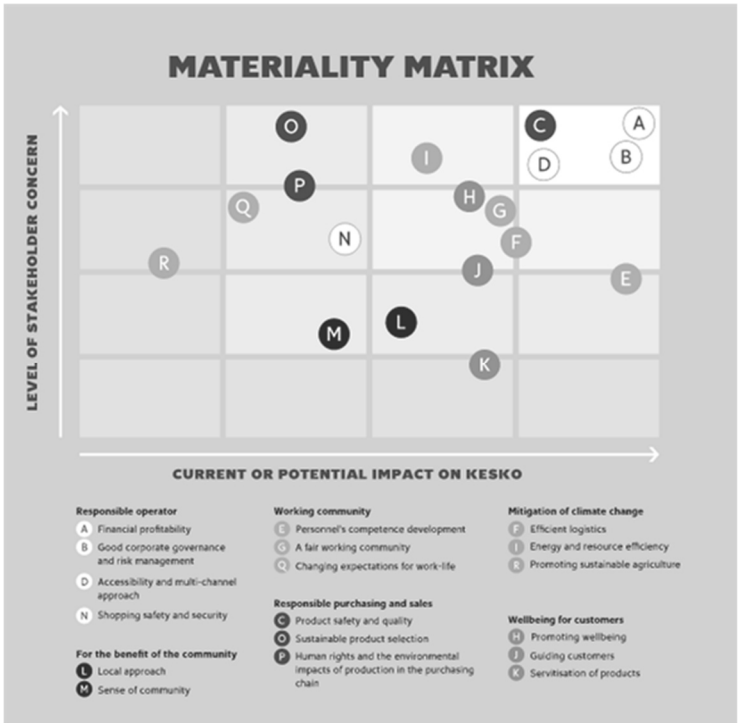 MATERIALITY MATRIX
LEVEL OF STAKEHOLDER CONCERN
O
C
A
I
D
B
P
H
Q
G
N
F
R
J
E
M
L
K
CURRENT OR POTENTIAL IMPACT ON KESKO
Responsible operator
A Financial profitability
B Good corporate governance
and risk management
D Accessibility and multi-channel
approach
N Shopping safety and security
For the benefit of the community
L Local approach
M Sense of community
Working community
E Personnel's competence development
G A fair working community
Q Changing expectations for work-life
Responsible purchasing and sales
C Product safety and quality
O Sustainable product selection
P Human rights and the environmental
impacts of production in the purchasing
chain
Mitigation of climate change
F Efficient logistics
I Energy and resource efficiency
R Promoting sustainable agriculture
Wellbeing for customers
H Promoting wellbeing
J Guiding customers
K Servitisation of products